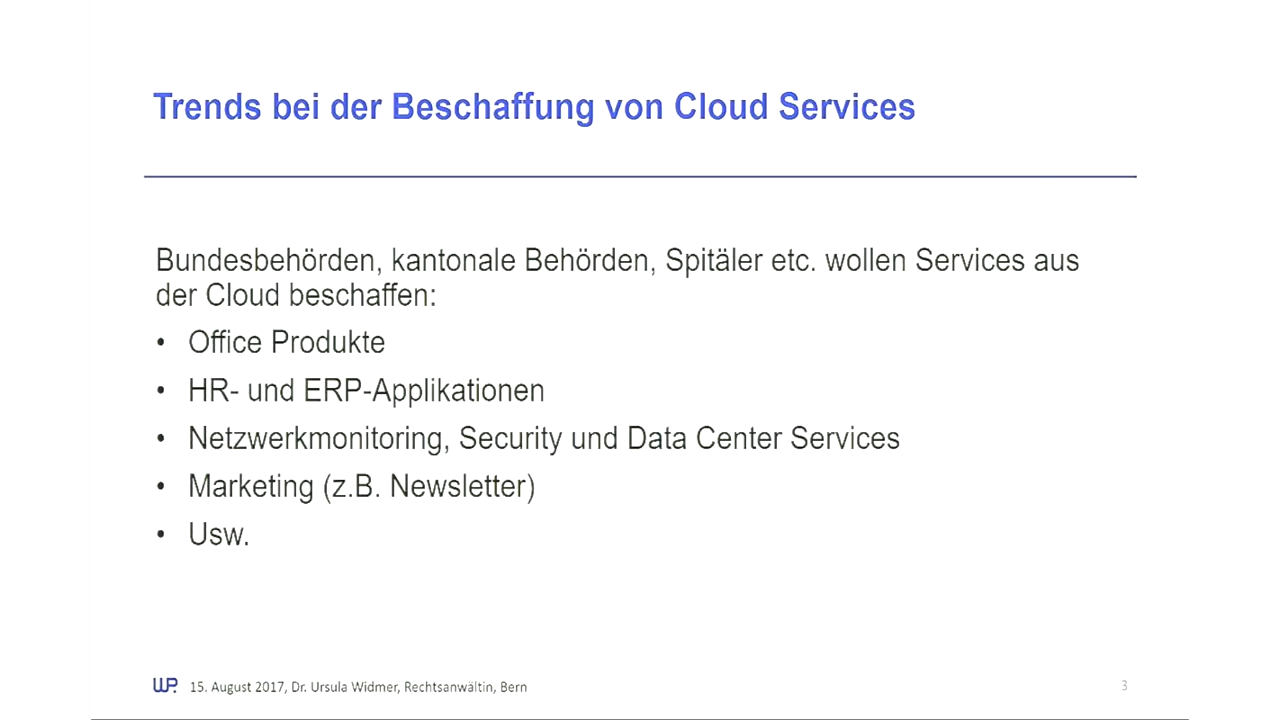 Trends bei der Beschaffung von Cloud Services
Bundesbehörden, kantonale Behörden, Spitäler etc. wollen Services aus
der Cloud beschaffen:
• Office Produkte
• HR- und ERP-Applikationen
• Netzwerkmonitoring, Security und Data Center Services
• Marketing (z.B. Newsletter)
• Usw.
WP. 15. August 2017, Dr. Ursula Widmer, Rechtsanwältin, Bern
3